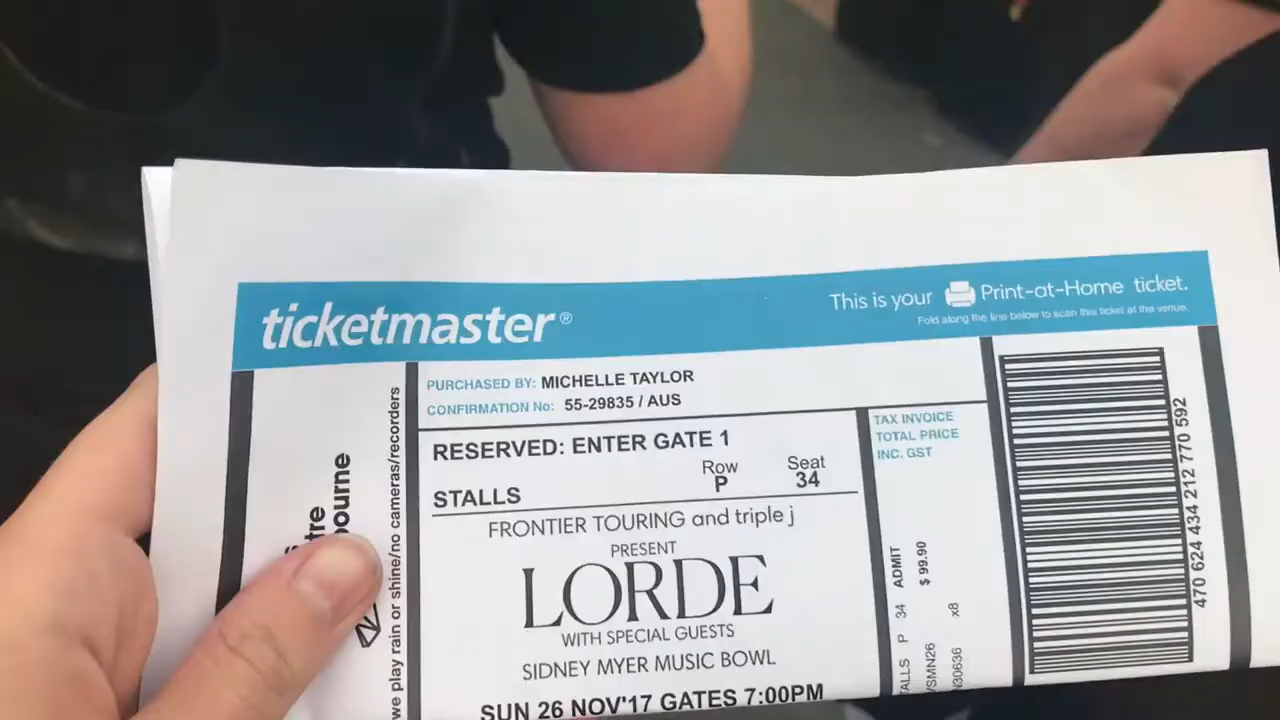 ticketmaster®
This is your Print-at-Home ticket.
Fold along the line below to scan this ticket at the venue.
PURCHASED BY: MICHELLE TAYLOR
CONFIRMATION No: 55-29835 / AUS
RESERVED: ENTER GATE 1
Row Seat
STALLS P 34
FRONTIER TOURING and triple j
PRESENT
LORDE
WITH SPECIAL GUESTS
SIDNEY MYER MUSIC BOWL
SUN 26 NOV'17 GATES 7:00PM
we play rain or shine/no cameras/recorders
TAX INVOICE
TOTAL PRICE
INC. GST
P 34 ADMIT
$ 99.90
x8
470 624 434 212 770 592